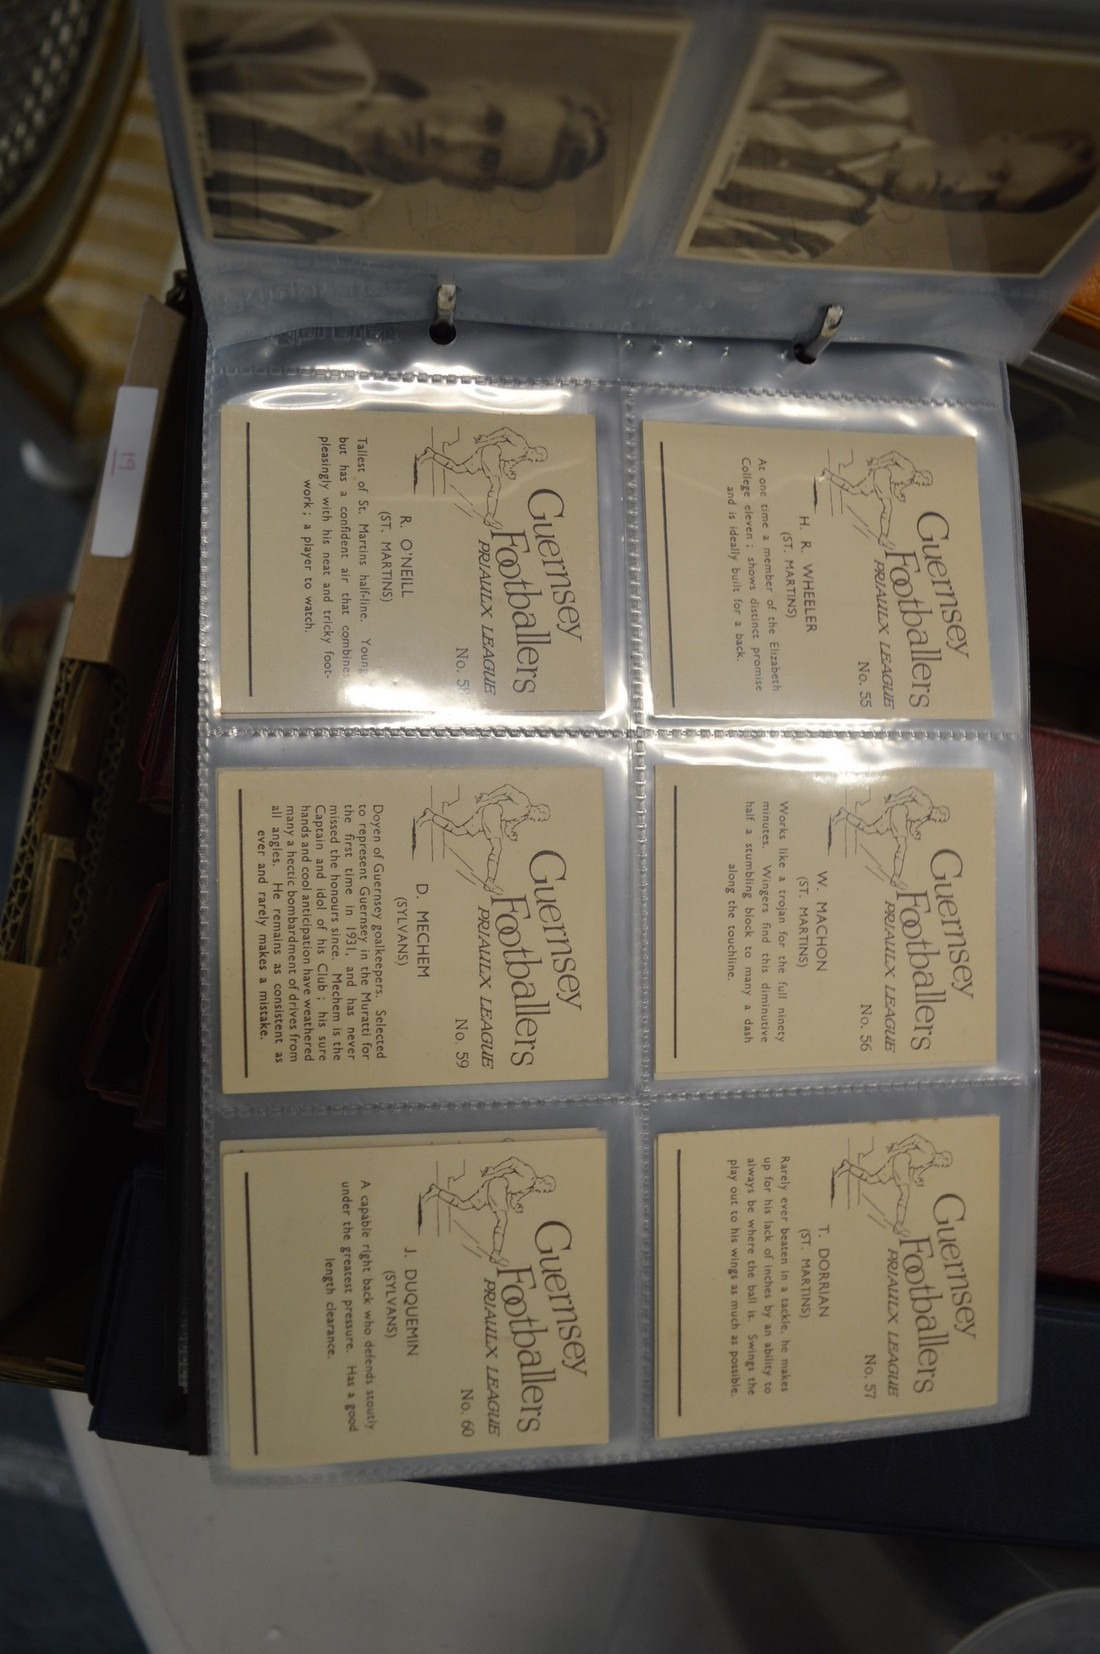 Guernsey
Footballers
PRIAULX LEAGUE
No. 55
H. R. WHEELER
(ST. MARTINS)
At one time a member of the Elizabeth
College eleven ; shows distinct promise
and is ideally built for a back.
Guernsey
Footballers
PRIAULX LEAGUE
No. 56
W. MACHON
(ST. MARTINS)
Works like a trojan for the full ninety
minutes. Wingers find this diminutive
half a stumbling block to many a dash
along the touchline.
Guernsey
Footballers
PRIAULX LEAGUE
No. 57
T. DORRIAN
(ST. MARTINS)
Rarely ever beaten in a tackle, he makes
up for his lack of inches by an ability to
always be where the ball is. Swings the
play out to his wings as much as possible.
Guernsey
Footballers
PRIAULX LEAGUE
No. 58
R. O'NEILL
(ST. MARTINS)
Tallest of St. Martins half-line. Young
but has a confident air that combines
pleasingly with his neat and tricky foot-
work ; a player to watch.
Guernsey
Footballers
PRIAULX LEAGUE
No. 59
D. MECHEM
(SYLVANS)
Doyen of Guernsey goalkeepers. Selected
to represent Guernsey in the Muratti for
the first time in 1931, and has never
missed the honours since. Mechem is the
Captain and idol of his Club ; his sure
hands and cool anticipation have weathered
many a hectic bombardment of drives from
all angles. He remains as consistent as
ever and rarely makes a mistake.
Guernsey
Footballers
PRIAULX LEAGUE
No. 60
J. DUQUEMIN
(SYLVANS)
A capable right back who defends stoutly
under the greatest pressure. Has a good
length clearance.
19